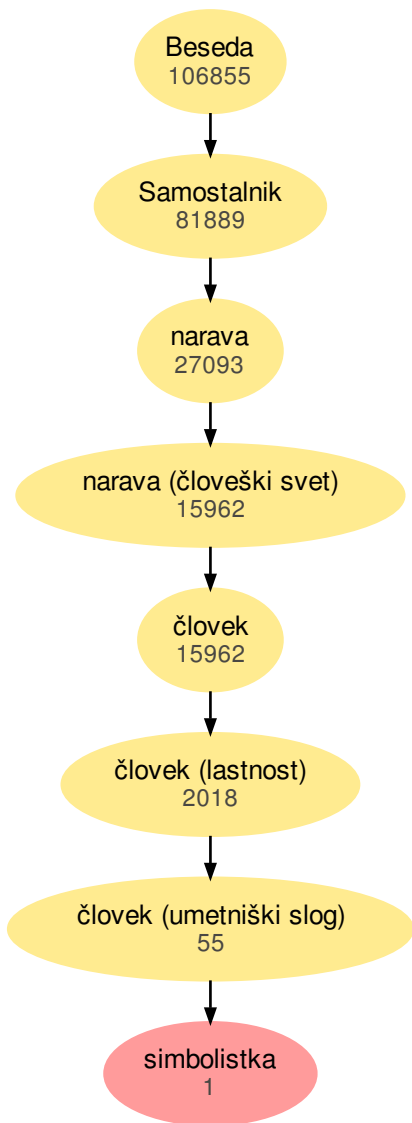 Beseda
106855
Samostalnik
81889
narava
27093
narava (človeški svet)
15962
človek
15962
človek (lastnost)
2018
človek (umetniški slog)
55
simbolistka
1